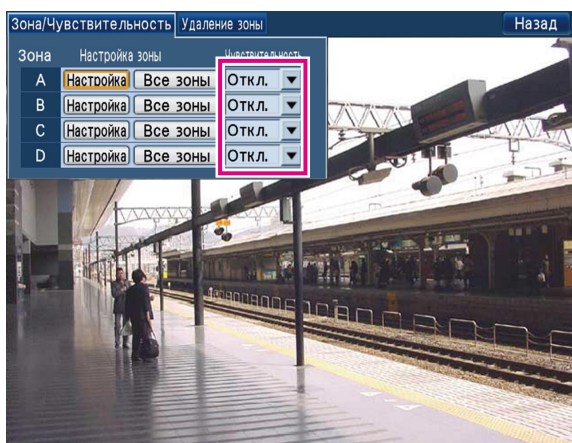 Зона/Чувствительность Удаление зоны Назад
Зона Настройка зоны Чувствительность
A Настройка Все зоны Откл.
B Настройка Все зоны Откл.
C Настройка Все зоны Откл.
D Настройка Все зоны Откл.